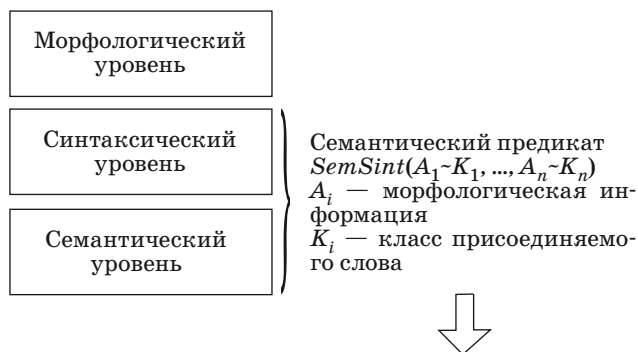 Морфологический
уровень
Синтаксический
уровень
Семантический
уровень
Семантический предикат
SemSint(A₁~K₁, ..., Aₙ~Kₙ)
Aᵢ — морфологическая ин-
формация
Kᵢ — класс присоединяемо-
го слова